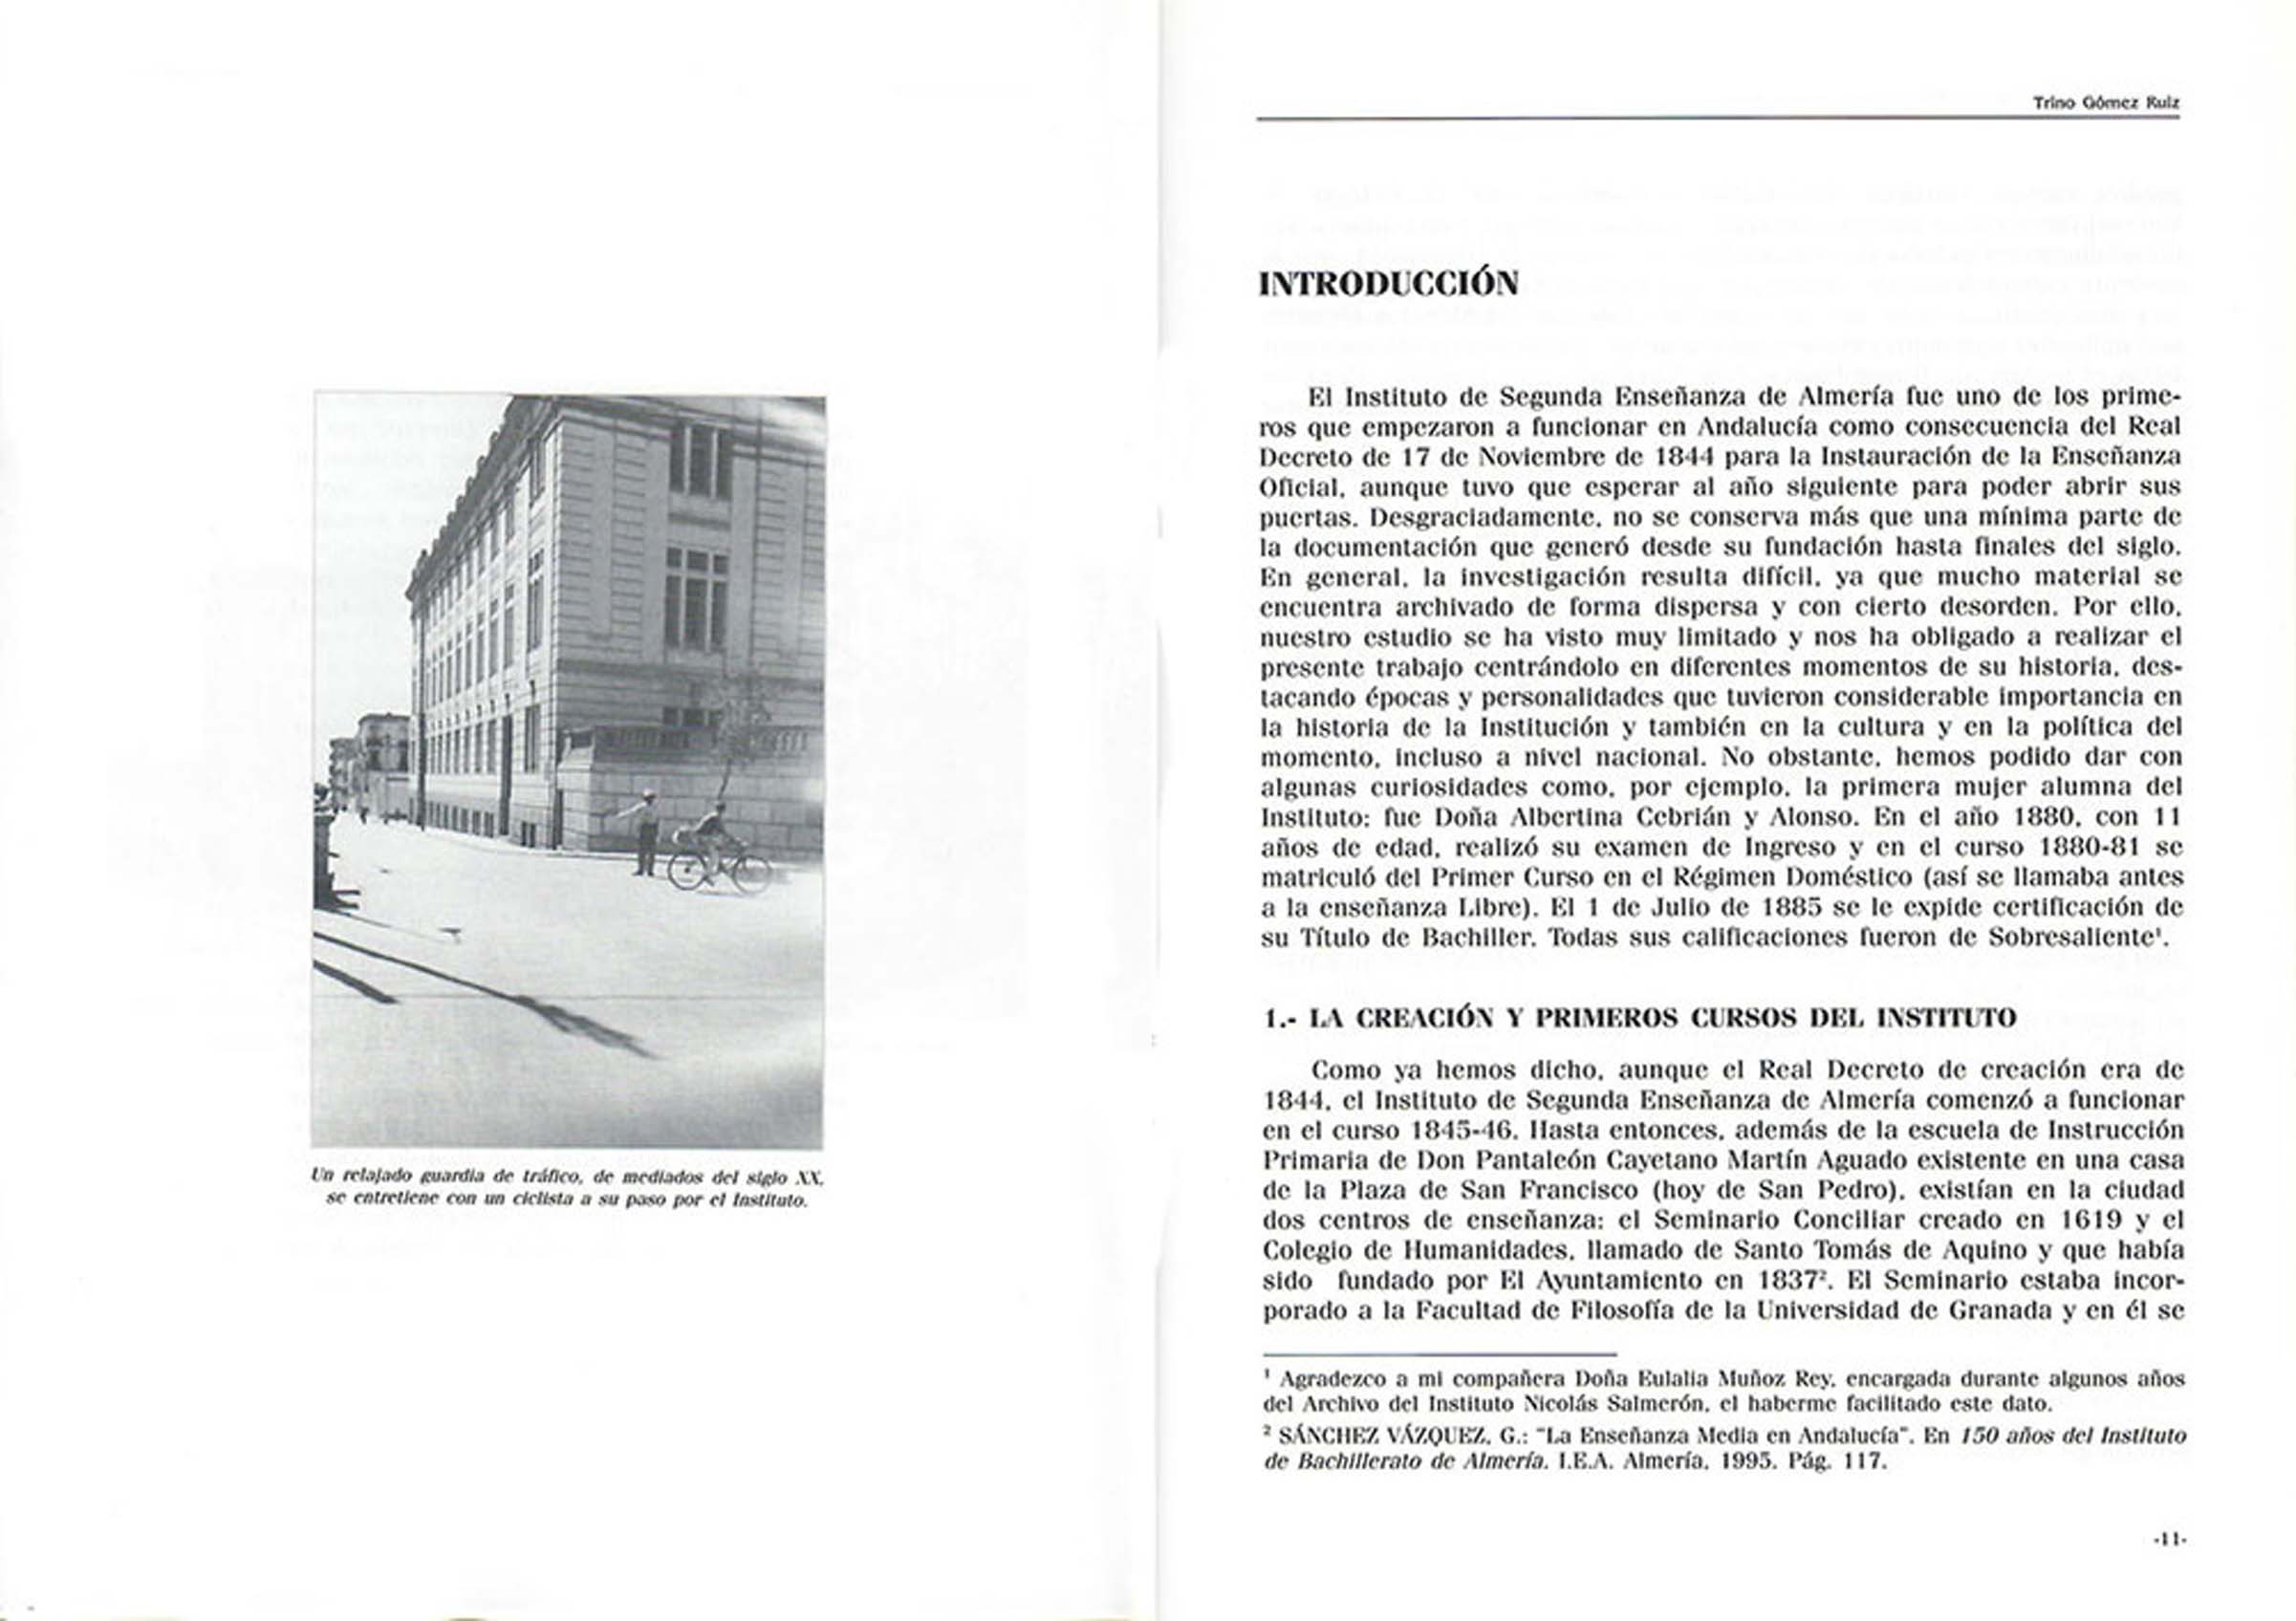 Un relajado guardia de tráfico, de mediados del siglo XX,
se entretiene con un ciclista a su paso por el Instituto.
Trino Gómez Ruiz
INTRODUCCIÓN
El Instituto de Segunda Enseñanza de Almería fue uno de los prime-
ros que empezaron a funcionar en Andalucía como consecuencia del Real
Decreto de 17 de Noviembre de 1844 para la Instauración de la Enseñanza
Oficial, aunque tuvo que esperar al año siguiente para poder abrir sus
puertas. Desgraciadamente, no se conserva más que una mínima parte de
la documentación que generó desde su fundación hasta finales del siglo.
En general, la investigación resulta difícil, ya que mucho material se
encuentra archivado de forma dispersa y con cierto desorden. Por ello,
nuestro estudio se ha visto muy limitado y nos ha obligado a realizar el
presente trabajo centrándolo en diferentes momentos de su historia, des-
tacando épocas y personalidades que tuvieron considerable importancia en
la historia de la Institución y también en la cultura y en la política del
momento, incluso a nivel nacional. No obstante, hemos podido dar con
algunas curiosidades como, por ejemplo, la primera mujer alumna del
Instituto: fue Doña Albertina Cebrián y Alonso. En el año 1880, con 11
años de edad, realizó su examen de Ingreso y en el curso 1880-81 se
matriculó del Primer Curso en el Régimen Doméstico (así se llamaba antes
a la enseñanza Libre). El 1 de Julio de 1885 se le expide certificación de
su Título de Bachiller. Todas sus calificaciones fueron de Sobresaliente¹.
1.- LA CREACIÓN Y PRIMEROS CURSOS DEL INSTITUTO
Como ya hemos dicho, aunque el Real Decreto de creación era de
1844, el Instituto de Segunda Enseñanza de Almería comenzó a funcionar
en el curso 1845-46. Hasta entonces, además de la escuela de Instrucción
Primaria de Don Pantaleón Cayetano Martín Aguado existente en una casa
de la Plaza de San Francisco (hoy de San Pedro), existían en la ciudad
dos centros de enseñanza: el Seminario Conciliar creado en 1619 y el
Colegio de Humanidades, llamado de Santo Tomás de Aquino y que había
sido fundado por El Ayuntamiento en 1837². El Seminario estaba incor-
porado a la Facultad de Filosofía de la Universidad de Granada y en él se
¹ Agradezco a mi compañera Doña Eulalia Muñoz Rey, encargada durante algunos años
del Archivo del Instituto Nicolás Salmerón, el haberme facilitado este dato.
² SÁNCHEZ VÁZQUEZ, G.: "La Enseñanza Media en Andalucía". En 150 años del Instituto
de Bachillerato de Almería. I.E.A. Almería, 1995. Pág. 117.
-11-